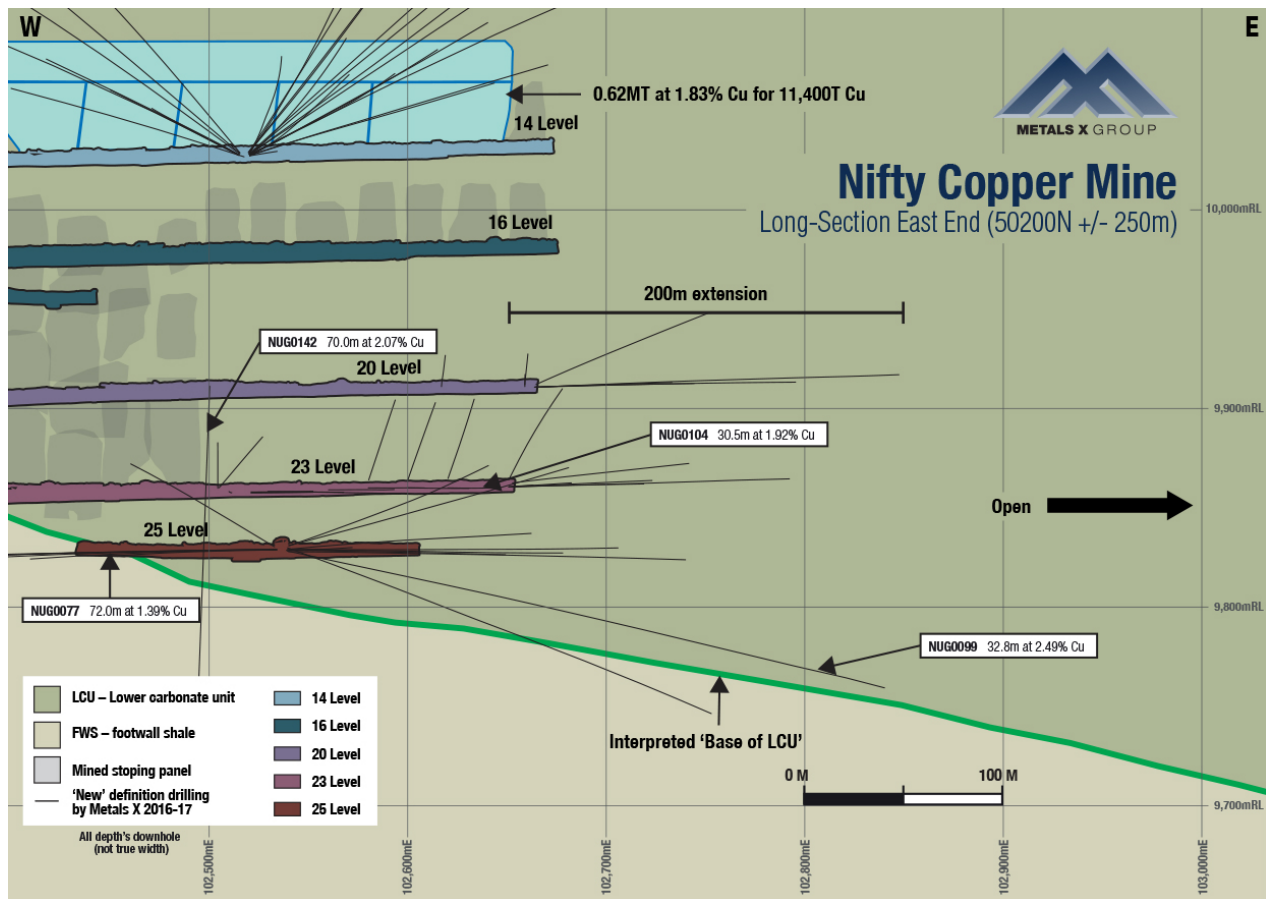 W
E
METALS X GROUP
Nifty Copper Mine
Long-Section East End (50200N +/- 250m)
0.62MT at 1.83% Cu for 11,400T Cu
14 Level
16 Level
10,000mRL
200m extension
NUG0142 70.0m at 2.07% Cu
20 Level
9,900mRL
NUG0104 30.5m at 1.92% Cu
23 Level
Open
25 Level
NUG0077 72.0m at 1.39% Cu
9,800mRL
NUG0099 32.8m at 2.49% Cu
Interpreted ‘Base of LCU’
0 M
100 M
9,700mRL
LCU – Lower carbonate unit
FWS – footwall shale
Mined stoping panel
‘New’ definition drilling
by Metals X 2016-17
14 Level
16 Level
20 Level
23 Level
25 Level
All depth’s downhole
(not true width)
102,500mE
102,600mE
102,700mE
102,800mE
102,900mE
103,000mE